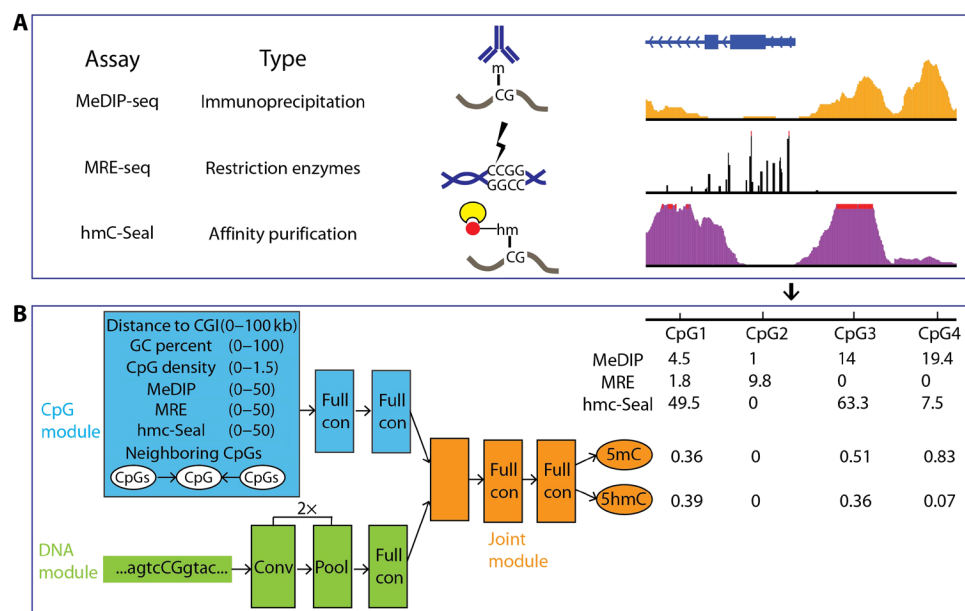 A
Assay Type
MeDIP-seq Immunoprecipitation
m
CG
MRE-seq Restriction enzymes
CCGG
GGCC
hmC-Seal Affinity purification
hm
CG
B
CpG module
Distance to CGI (0–100 kb)
GC percent (0–100)
CpG density (0–1.5)
MeDIP (0–50)
MRE (0–50)
hmc-Seal (0–50)
Neighboring CpGs
CpGs CpG CpGs
Full con
Full con
DNA module
...agtcCGgtac...
2×
Conv
Pool
Full con
Full con
Full con
Joint module
5mC
5hmC
CpG1 CpG2 CpG3 CpG4
MeDIP 4.5 1 14 19.4
MRE 1.8 9.8 0 0
hmc-Seal 49.5 0 63.3 7.5
0.36 0 0.51 0.83
0.39 0 0.36 0.07